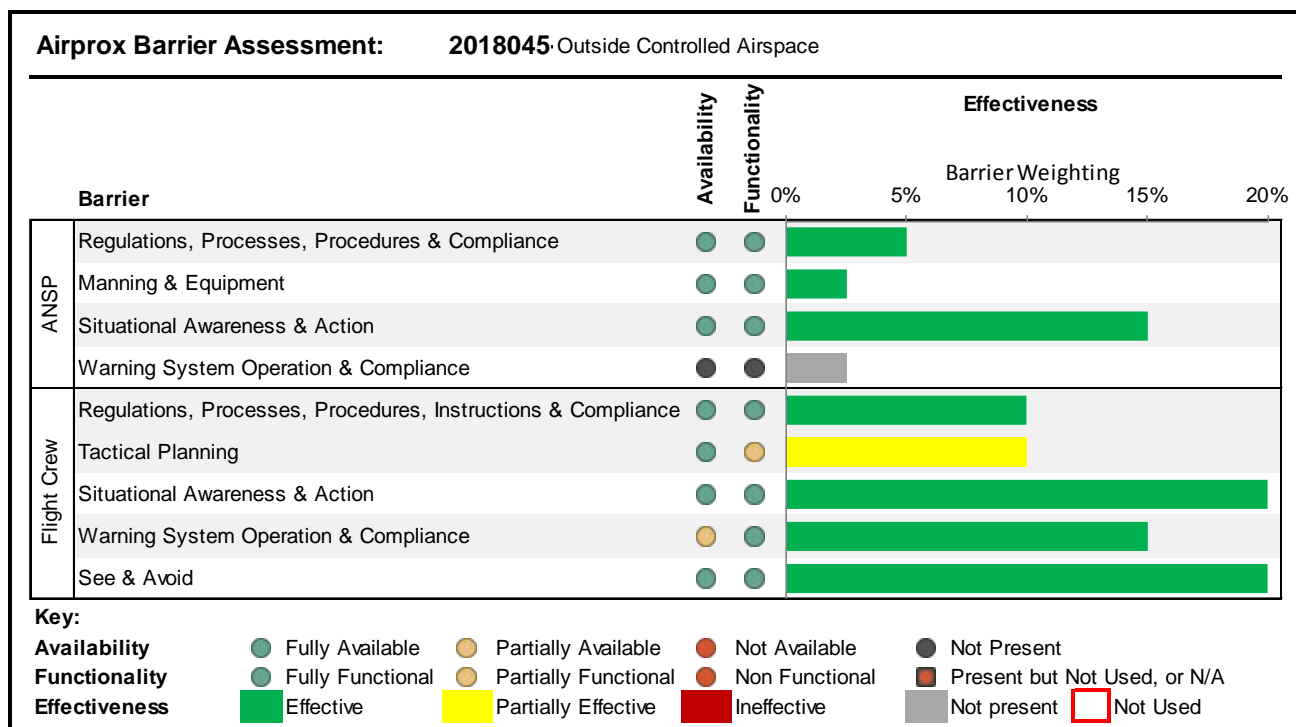 Airprox Barrier Assessment: 2018045 Outside Controlled Airspace
Availability
Functionality
Effectiveness
Barrier Weighting
Barrier
0% 5% 10% 15% 20%
ANSP
Regulations, Processes, Procedures & Compliance
Manning & Equipment
Situational Awareness & Action
Warning System Operation & Compliance
Flight Crew
Regulations, Processes, Procedures, Instructions & Compliance
Tactical Planning
Situational Awareness & Action
Warning System Operation & Compliance
See & Avoid
Key:
Availability Fully Available Partially Available Not Available Not Present
Functionality Fully Functional Partially Functional Non Functional Present but Not Used, or N/A
Effectiveness Effective Partially Effective Ineffective Not present Not Used